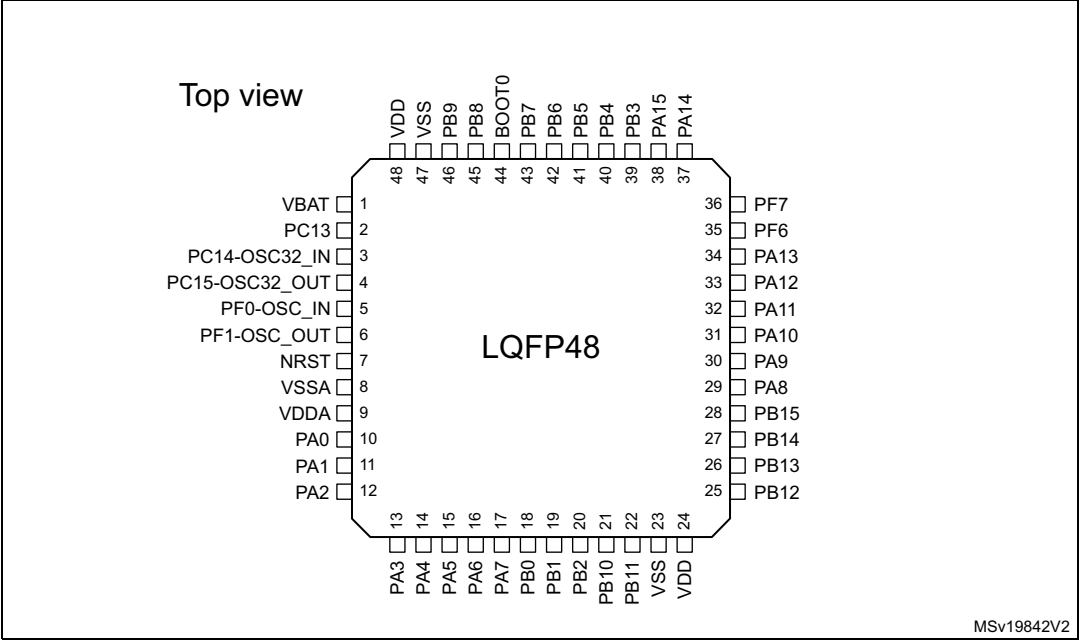 Top view
VDD
VSS
PB9
PB8
BOOT0
PB7
PB6
PB5
PB4
PB3
PA15
PA14
48
47
46
45
44
43
42
41
40
39
38
37
VBAT 1
PC13 2
PC14-OSC32_IN 3
PC15-OSC32_OUT 4
PF0-OSC_IN 5
PF1-OSC_OUT 6
NRST 7
VSSA 8
VDDA 9
PA0 10
PA1 11
PA2 12
LQFP48
36 PF7
35 PF6
34 PA13
33 PA12
32 PA11
31 PA10
30 PA9
29 PA8
28 PB15
27 PB14
26 PB13
25 PB12
13
14
15
16
17
18
19
20
21
22
23
24
PA3
PA4
PA5
PA6
PA7
PB0
PB1
PB2
PB10
PB11
VSS
VDD
MSv19842V2